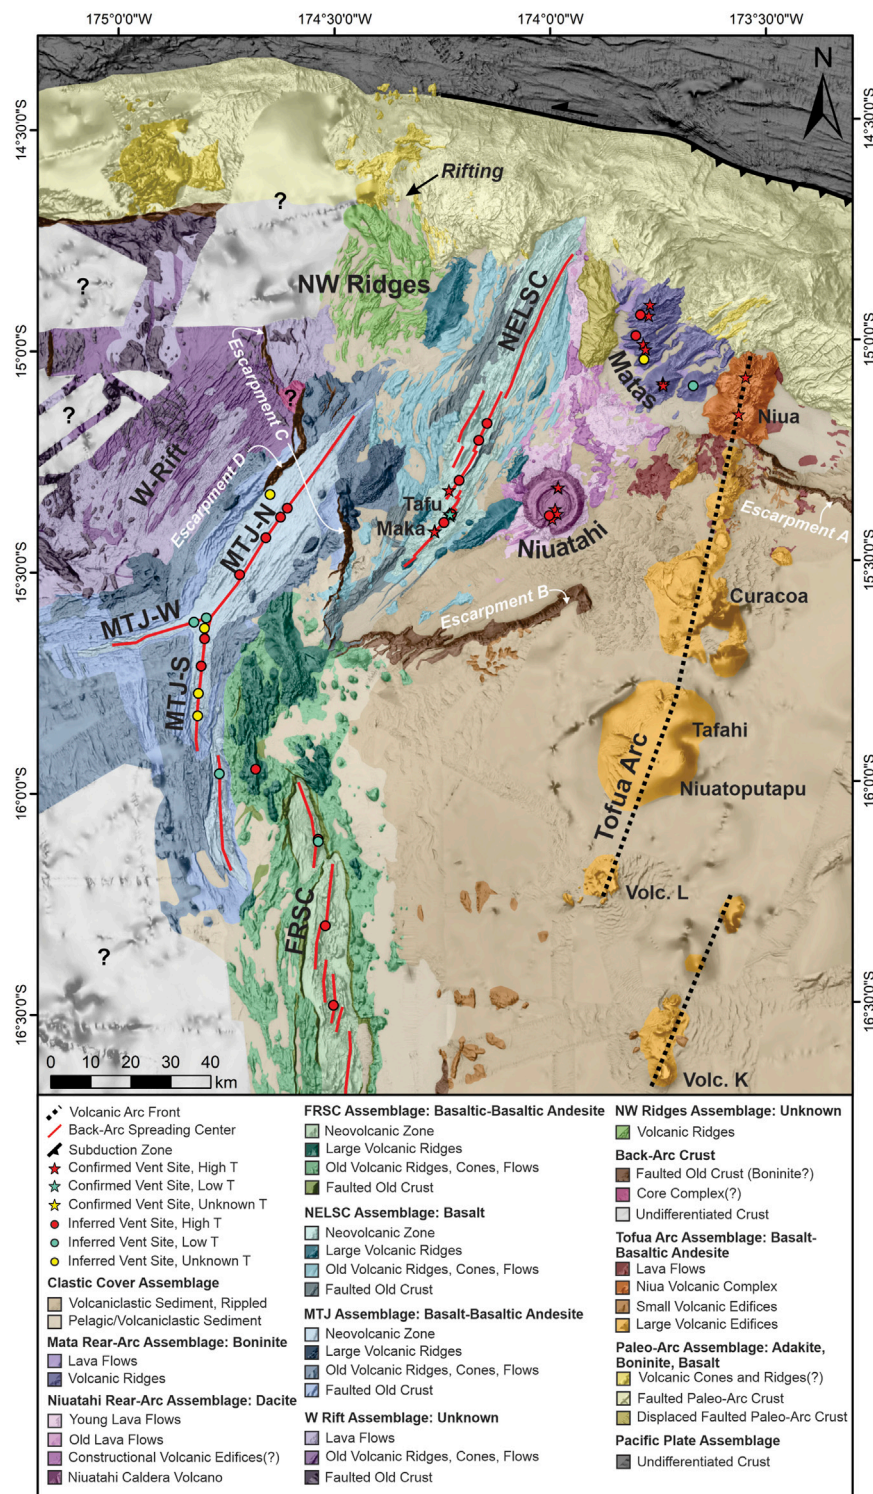 175°0'0"W
174°30'0"W
174°0'0"W
173°30'0"W
14°30'0"S
14°30'0"S
N
Rifting
?
NW Ridges
NELSC
?
15°0'0"S
15°0'0"S
Escarpment C
Matas
?
?
Niua
W-Rift
Escarpment D
Tafu
Maka
MTJ-N
Niuatahi
Escarpment A
15°30'0"S
15°30'0"S
Escarpment B
Curacoa
MTJ-W
MTJ-S
Tafahi
Tofua Arc
Niuatoputapu
16°0'0"S
16°0'0"S
Volc. L
FRSC
?
16°30'0"S
16°30'0"S
0 10 20 30 40
km
Volc. K
Volcanic Arc Front
Back-Arc Spreading Center
Subduction Zone
Confirmed Vent Site, High T
Confirmed Vent Site, Low T
Confirmed Vent Site, Unknown T
Inferred Vent Site, High T
Inferred Vent Site, Low T
Inferred Vent Site, Unknown T
Clastic Cover Assemblage
Volcaniclastic Sediment, Rippled
Pelagic/Volcaniclastic Sediment
Mata Rear-Arc Assemblage: Boninite
Lava Flows
Volcanic Ridges
Niuatahi Rear-Arc Assemblage: Dacite
Young Lava Flows
Old Lava Flows
Constructional Volcanic Edifices(?)
Niuatahi Caldera Volcano
FRSC Assemblage: Basaltic-Basaltic Andesite
Neovolcanic Zone
Large Volcanic Ridges
Old Volcanic Ridges, Cones, Flows
Faulted Old Crust
NELSC Assemblage: Basalt
Neovolcanic Zone
Large Volcanic Ridges
Old Volcanic Ridges, Cones, Flows
Faulted Old Crust
MTJ Assemblage: Basalt-Basaltic Andesite
Neovolcanic Zone
Large Volcanic Ridges
Old Volcanic Ridges, Cones, Flows
Faulted Old Crust
W Rift Assemblage: Unknown
Lava Flows
Old Volcanic Ridges, Cones, Flows
Faulted Old Crust
NW Ridges Assemblage: Unknown
Volcanic Ridges
Back-Arc Crust
Faulted Old Crust (Boninite?)
Core Complex(?)
Undifferentiated Crust
Tofua Arc Assemblage: Basalt-
Basaltic Andesite
Lava Flows
Niua Volcanic Complex
Small Volcanic Edifices
Large Volcanic Edifices
Paleo-Arc Assemblage: Adakite,
Boninite, Basalt
Volcanic Cones and Ridges(?)
Faulted Paleo-Arc Crust
Displaced Faulted Paleo-Arc Crust
Pacific Plate Assemblage
Undifferentiated Crust